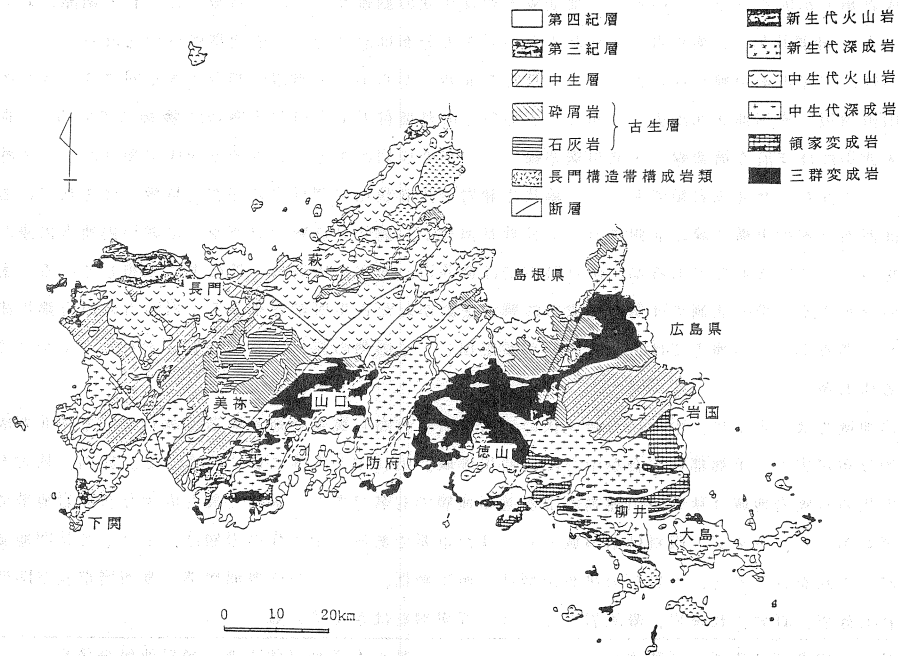 第四紀層
第三紀層
中生層
砕屑岩
石灰岩
古生層
長門構造帯構成岩類
断層
新生代火山岩
新生代深成岩
中生代火山岩
中生代深成岩
領家変成岩
三群変成岩
萩
長門
島根県
広島県
美祢
山口
岩国
徳山
防府
柳井
下関
大島
0 10 20km